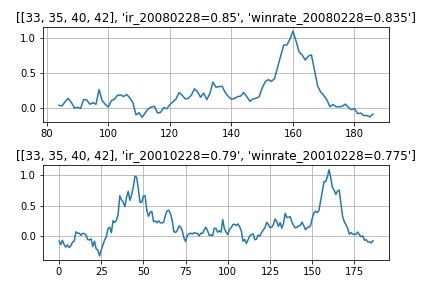 [[33, 35, 40, 42], 'ir_20080228=0.85', 'winrate_20080228=0.835']
1.0
0.5
0.0
80 100 120 140 160 180
[[33, 35, 40, 42], 'ir_20010228=0.79', 'winrate_20010228=0.775']
1.0
0.5
0.0
0 25 50 75 100 125 150 175